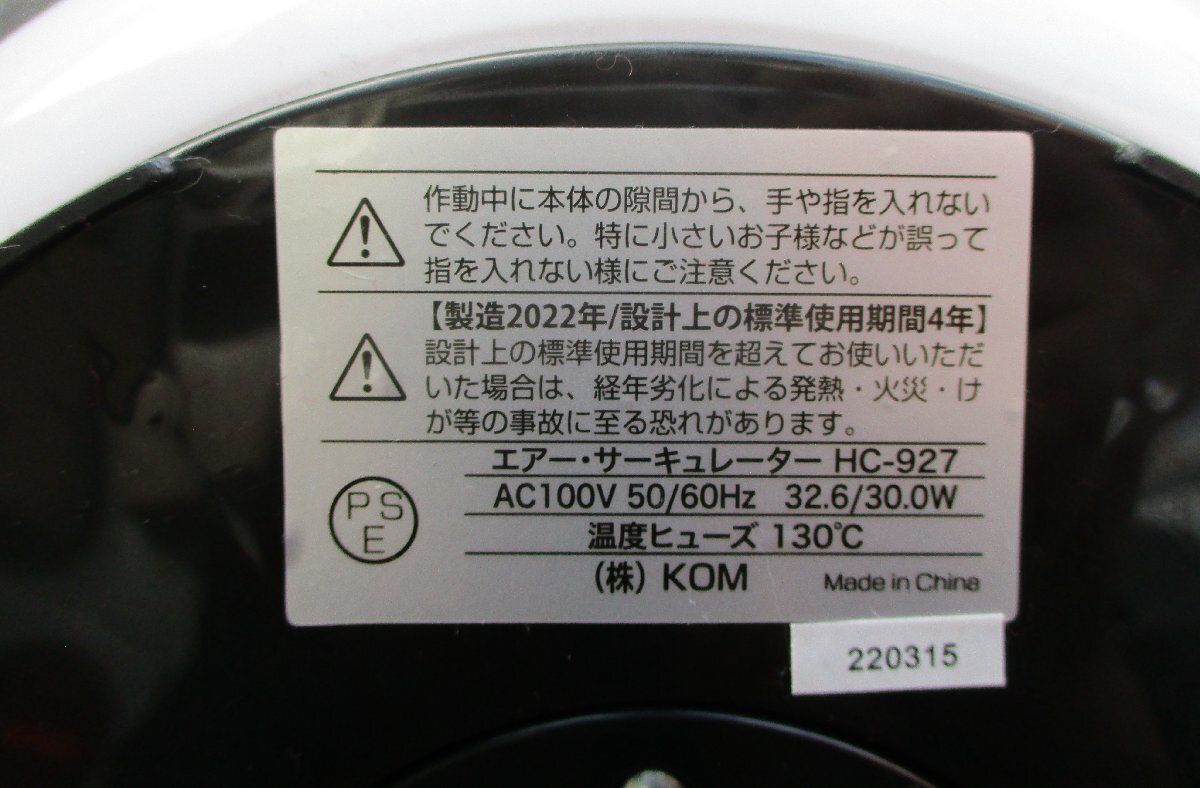 作動中に本体の隙間から、手や指を入れない
でください。特に小さいお子様などが誤って
指を入れない様にご注意ください。
【製造2022年/設計上の標準使用期間4年】
設計上の標準使用期間を超えてお使いいただ
いた場合は、経年劣化による発熱・火災・け
が等の事故に至る恐れがあります。
エアー・サーキュレーター HC-927
AC100V 50/60Hz 32.6/30.0W
PS
E
温度ヒューズ 130℃
(株) KOM Made in China
220315